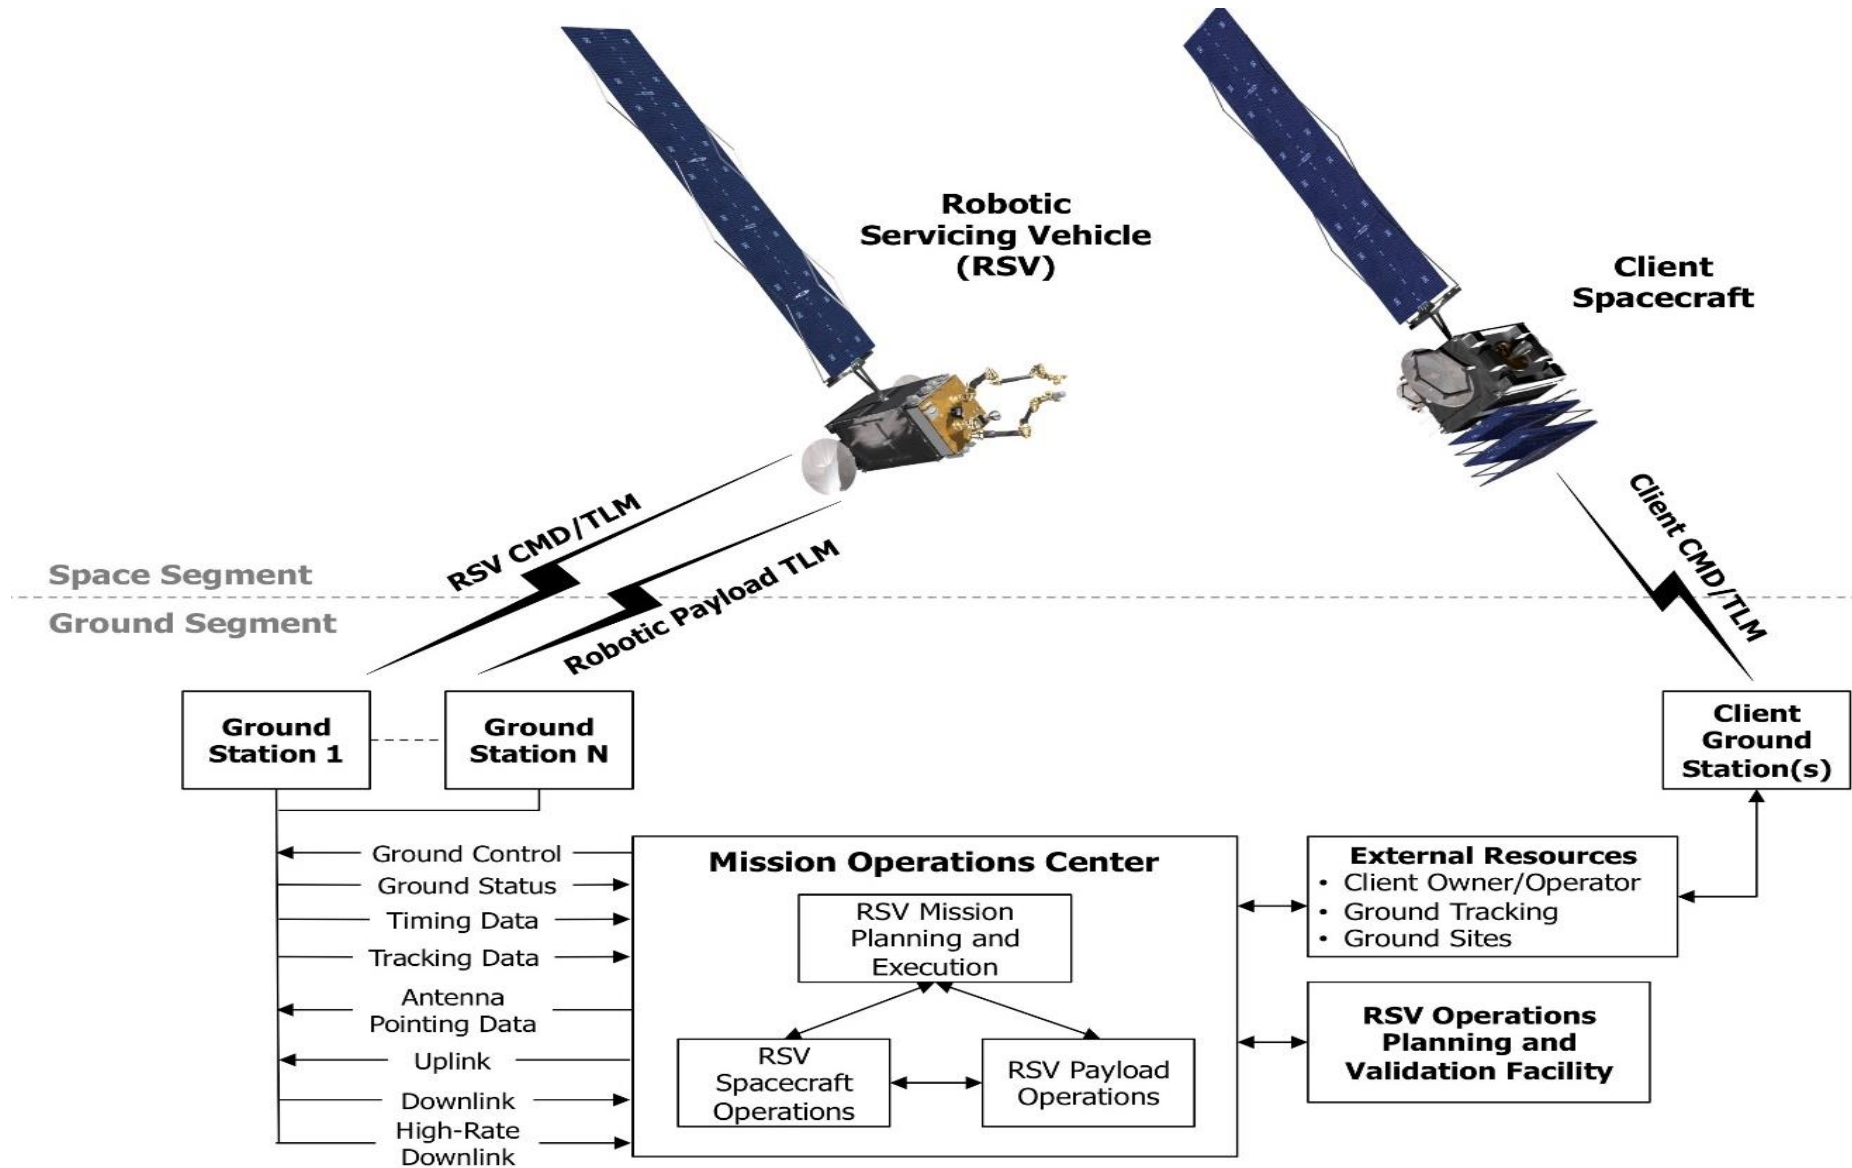 Robotic
Servicing Vehicle
(RSV)
Client
Spacecraft
RSV CMD/TLM
Robotic Payload TLM
Client CMD/TLM
Space Segment
Ground Segment
Ground
Station 1
Ground
Station N
Client
Ground
Station(s)
Ground Control
Ground Status
Timing Data
Tracking Data
Antenna
Pointing Data
Uplink
Downlink
High-Rate
Downlink
Mission Operations Center
RSV Mission
Planning and
Execution
RSV
Spacecraft
Operations
RSV Payload
Operations
External Resources
• Client Owner/Operator
• Ground Tracking
• Ground Sites
RSV Operations
Planning and
Validation Facility